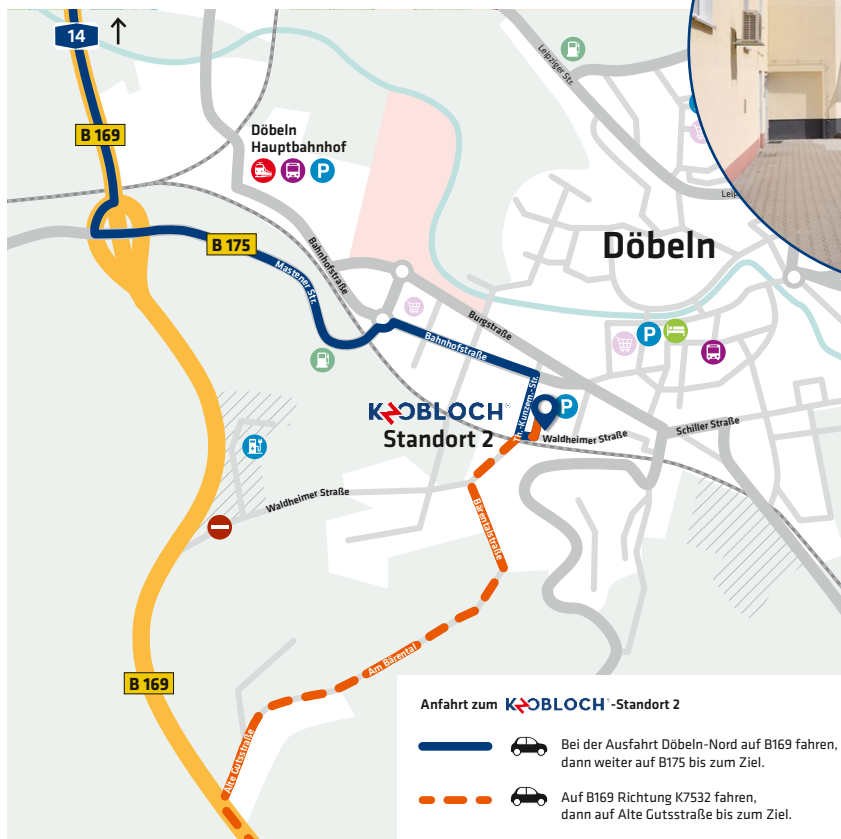 14
B 169
Leipziger Str.
Döbeln
Hauptbahnhof
P
B 175
Mastener Str.
Bahnhofstraße
Döbeln
Burgstraße
Bahnhofstraße
P
KNOBLOCH
Standort 2
Th.-Kunzem.-Str.
P
Waldheimer Straße
Schiller Straße
Waldheimer Straße
Bärentalstraße
Am Bärental
B 169
Alte Gutsstraße
Anfahrt zum KNOBLOCH-Standort 2
Bei der Ausfahrt Döbeln-Nord auf B169 fahren,
dann weiter auf B175 bis zum Ziel.
Auf B169 Richtung K7532 fahren,
dann auf Alte Gutsstraße bis zum Ziel.